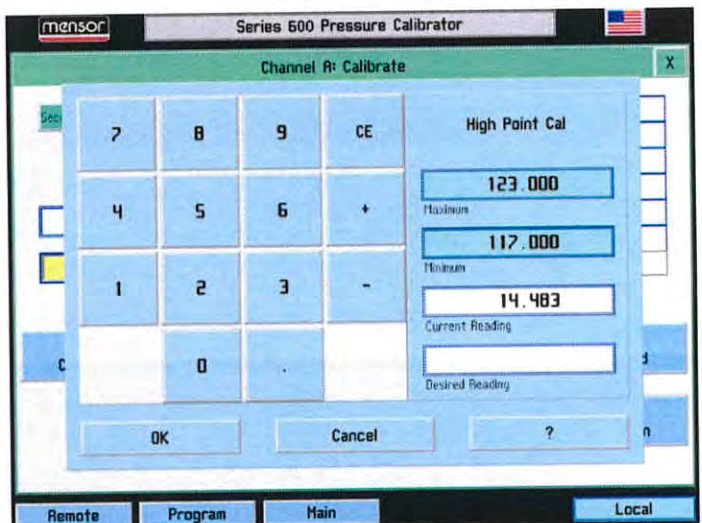 mensor
Series 600 Pressure Calibrator
Channel A: Calibrate
X
7 8 9 CE
High Point Cal
123.000
Maximum
4 5 6 +
117.000
Minimum
1 2 3 -
14.483
Current Reading
0 .
Desired Reading
OK Cancel ?
Remote Program Main Local